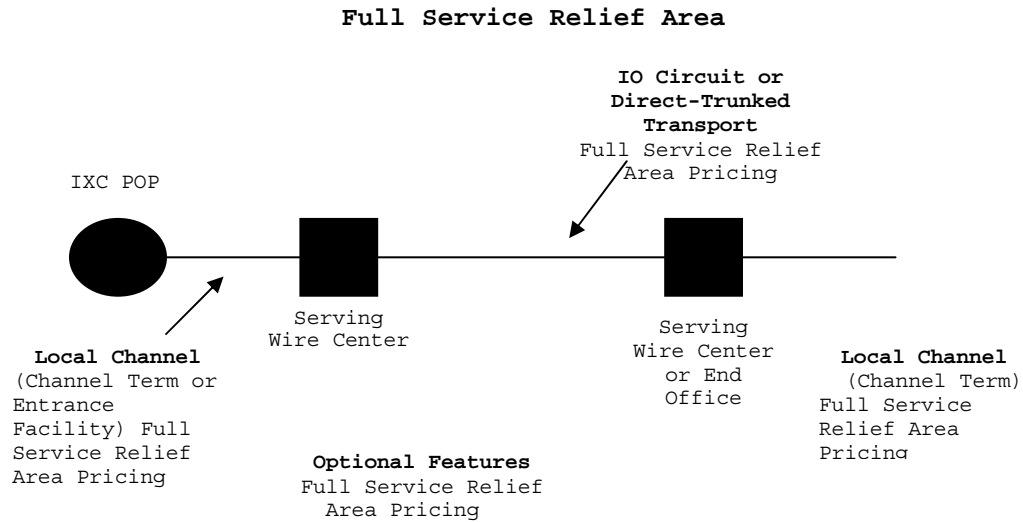 Full Service Relief Area
IO Circuit or
Direct-Trunked
Transport
Full Service Relief
Area Pricing
IXC POP
Serving
Wire Center
Serving
Wire Center
or End
Office
Local Channel
(Channel Term or
Entrance
Facility) Full
Service Relief
Area Pricing
Local Channel
(Channel Term)
Full Service
Relief Area
Pricing
Optional Features
Full Service Relief
Area Pricing